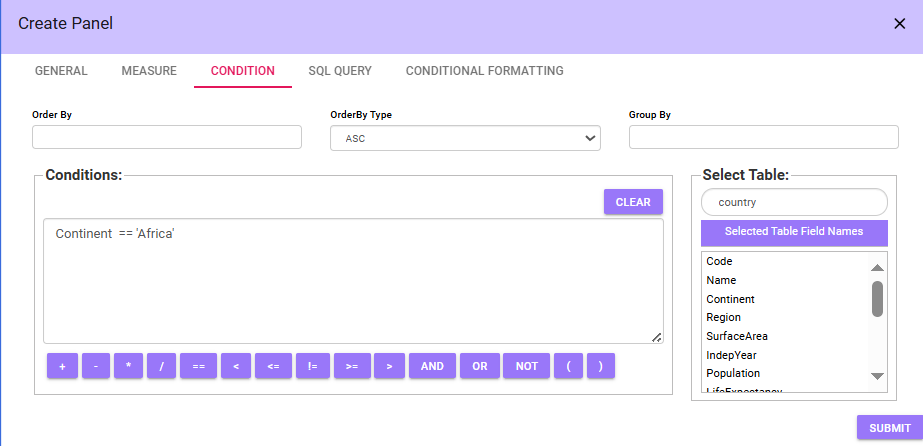 Create Panel
GENERAL MEASURE CONDITION SQL QUERY CONDITIONAL FORMATTING
Order By OrderBy Type Group By
ASC
Conditions: Select Table:
CLEAR
country
Selected Table Field Names
Continent == 'Africa'
Code
Name
Continent
Region
SurfaceArea
IndepYear
Population
LifeExpectancy
+ - * / == < <= != >= > AND OR NOT ( )
SUBMIT